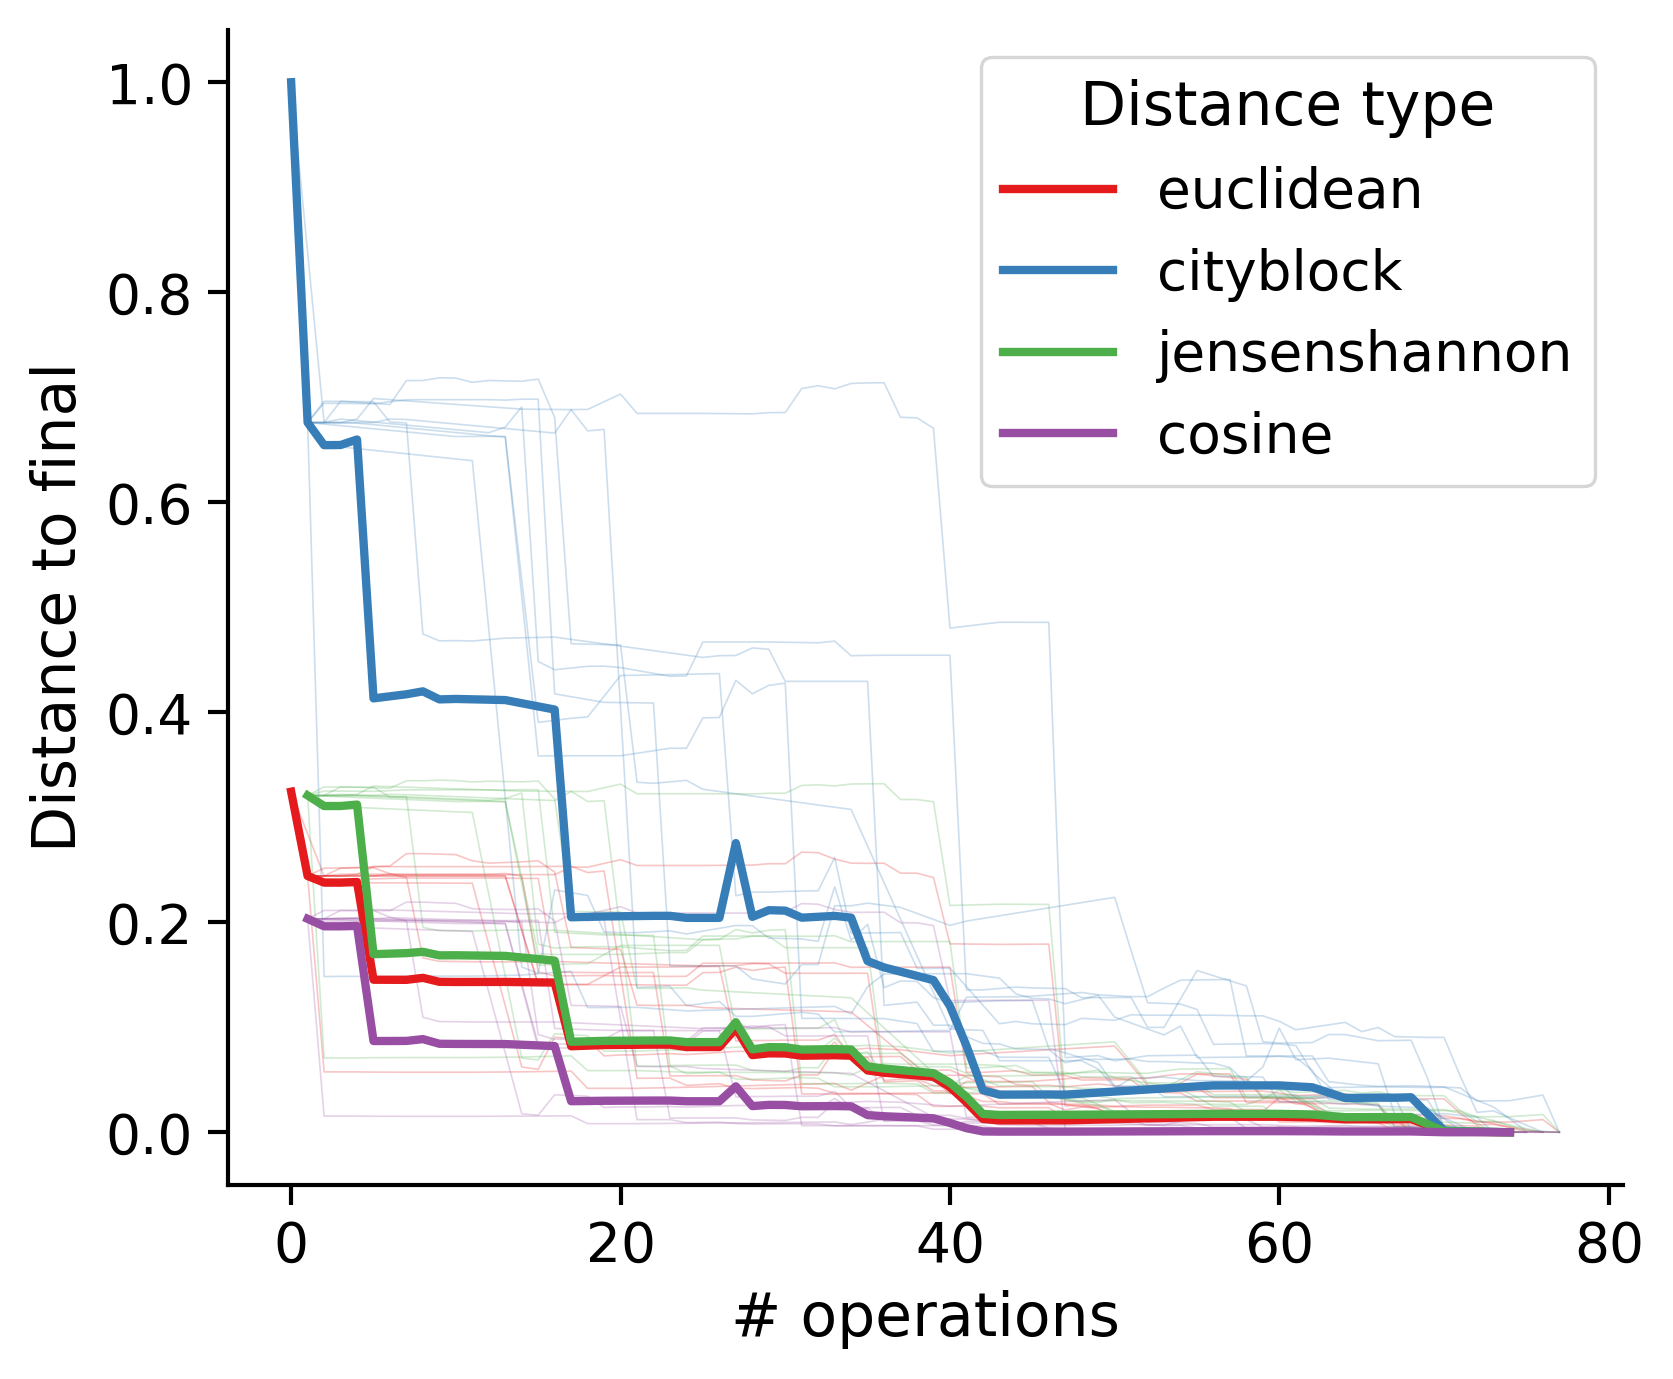 Distance type
euclidean
cityblock
jensenshannon
cosine
Distance to final
1.0
0.8
0.6
0.4
0.2
0.0
0 20 40 60 80
# operations